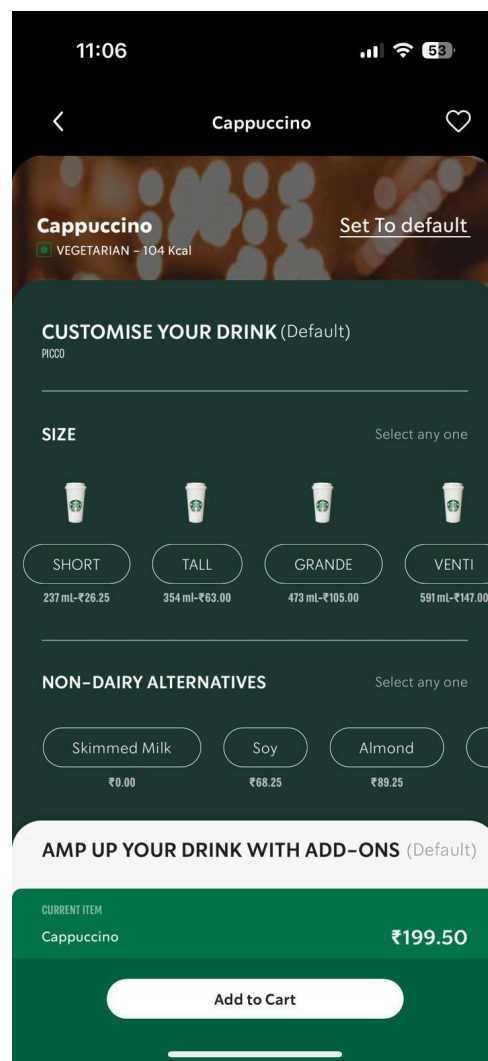 11:06
53
Cappuccino
Cappuccino
Set To default
VEGETARIAN - 104 Kcal
CUSTOMISE YOUR DRINK (Default)
PICCO
SIZE
Select any one
SHORT
TALL
GRANDE
VENTI
237 mL-₹26.25
354 ml-₹63.00
473 mL-₹105.00
591 mL-₹147.00
NON-DAIRY ALTERNATIVES
Select any one
Skimmed Milk
Soy
Almond
₹0.00
₹68.25
₹89.25
AMP UP YOUR DRINK WITH ADD-ONS (Default)
CURRENT ITEM
Cappuccino
₹199.50
Add to Cart